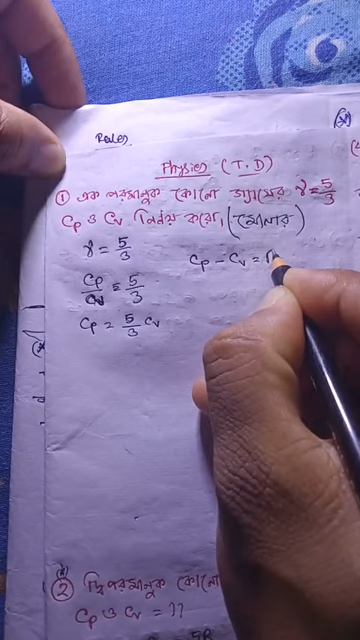 Rules
Physics (T.D)
① এক পরমানুক কোনো গ্যাসের γ = 5/3
Cp ও Cv নির্ণয় করো, (মোলার)
γ = 5/3
Cp/Cv = 5/3
Cp = 5/3 Cv
Cp - Cv =
② দ্বিপরমানুক কোনো
Cp ও Cv = ??